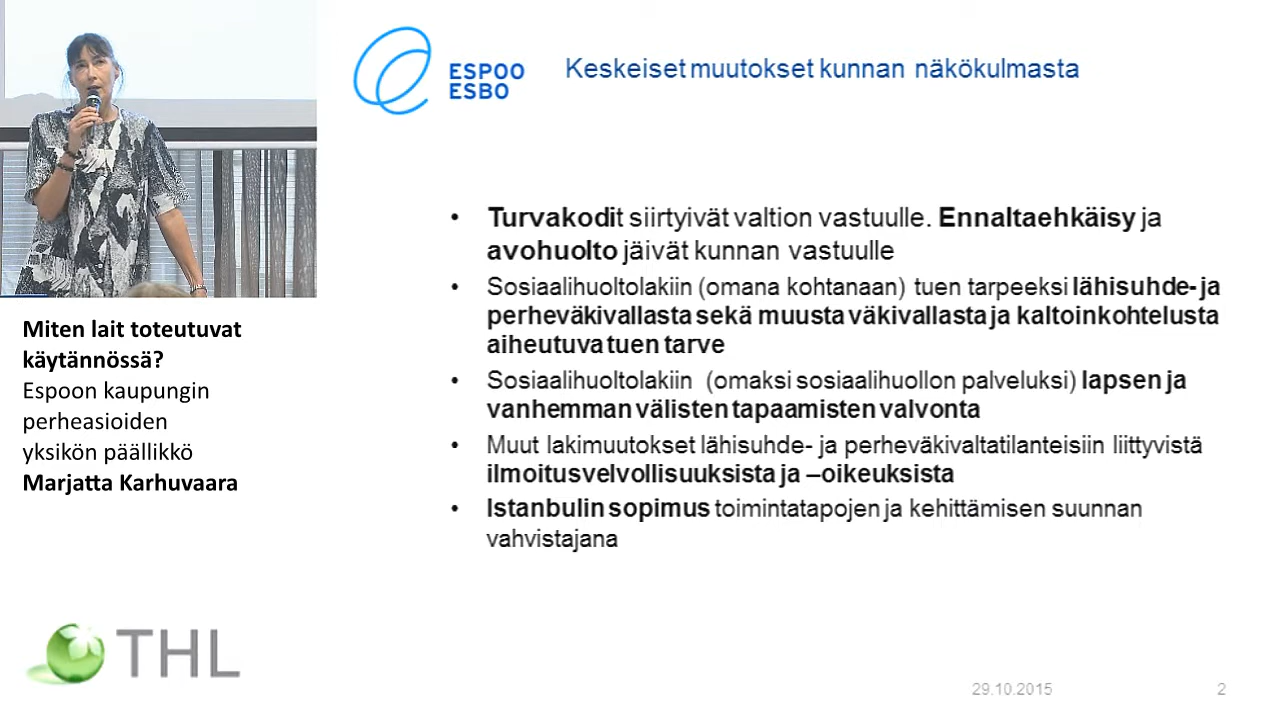 ESPOO
ESBO
Keskeiset muutokset kunnan näkökulmasta
• Turvakodit siirtyivät valtion vastuulle. Ennaltaehkäisy ja
avohuolto jäivät kunnan vastuulle
• Sosiaalihuoltolakiin (omana kohtanaan) tuen tarpeeksi lähisuhde- ja
perheväkivallasta sekä muusta väkivallasta ja kaltoinkohtelusta
aiheutuva tuen tarve
• Sosiaalihuoltolakiin (omaksi sosiaalihuollon palveluksi) lapsen ja
vanhemman välisten tapaamisten valvonta
• Muut lakimuutokset lähisuhde- ja perheväkivaltatilanteisiin liittyvistä
ilmoitusvelvollisuuksista ja –oikeuksista
• Istanbulin sopimus toimintatapojen ja kehittämisen suunnan
vahvistajana
Miten lait toteutuvat
käytännössä?
Espoon kaupungin
perheasioiden
yksikön päällikkö
Marjatta Karhuvaara
THL
29.10.2015
2